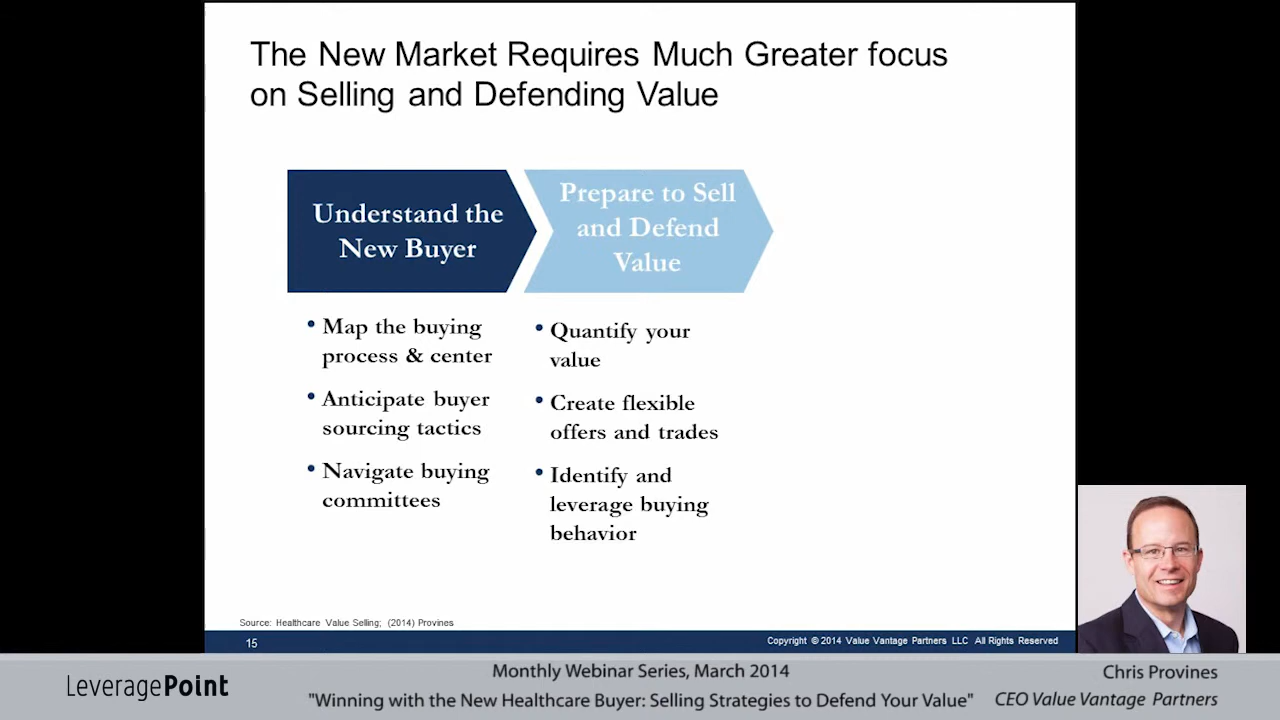 The New Market Requires Much Greater focus
on Selling and Defending Value
Understand the
New Buyer
Prepare to Sell
and Defend
Value
• Map the buying
process & center
• Anticipate buyer
sourcing tactics
• Navigate buying
committees
• Quantify your
value
• Create flexible
offers and trades
• Identify and
leverage buying
behavior
Source: Healthcare Value Selling; (2014) Provines
15
Copyright © 2014 Value Vantage Partners LLC All Rights Reserved
LeveragePoint
Monthly Webinar Series, March 2014
"Winning with the New Healthcare Buyer: Selling Strategies to Defend Your Value"
Chris Provines
CEO Value Vantage Partners